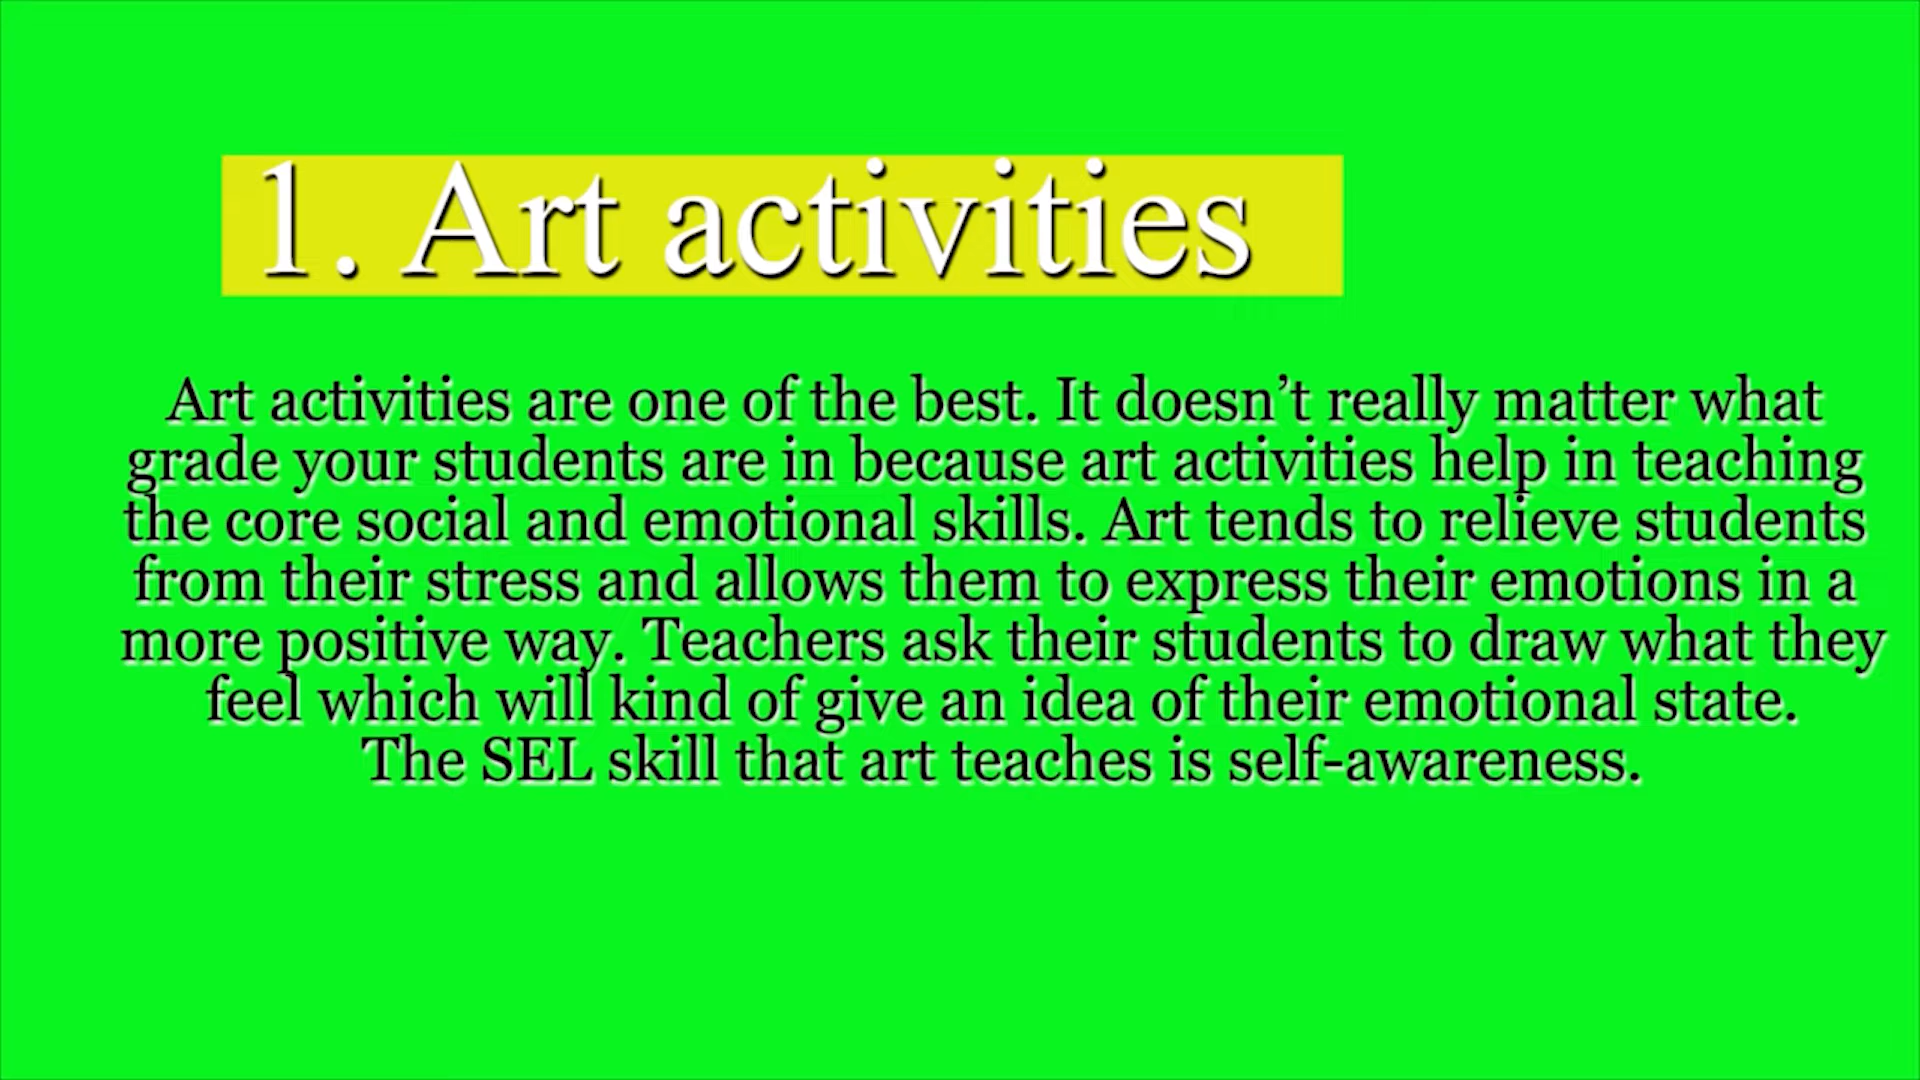 1. Art activities
Art activities are one of the best. It doesn’t really matter what
grade your students are in because art activities help in teaching
the core social and emotional skills. Art tends to relieve students
from their stress and allows them to express their emotions in a
more positive way. Teachers ask their students to draw what they
feel which will kind of give an idea of their emotional state.
The SEL skill that art teaches is self-awareness.